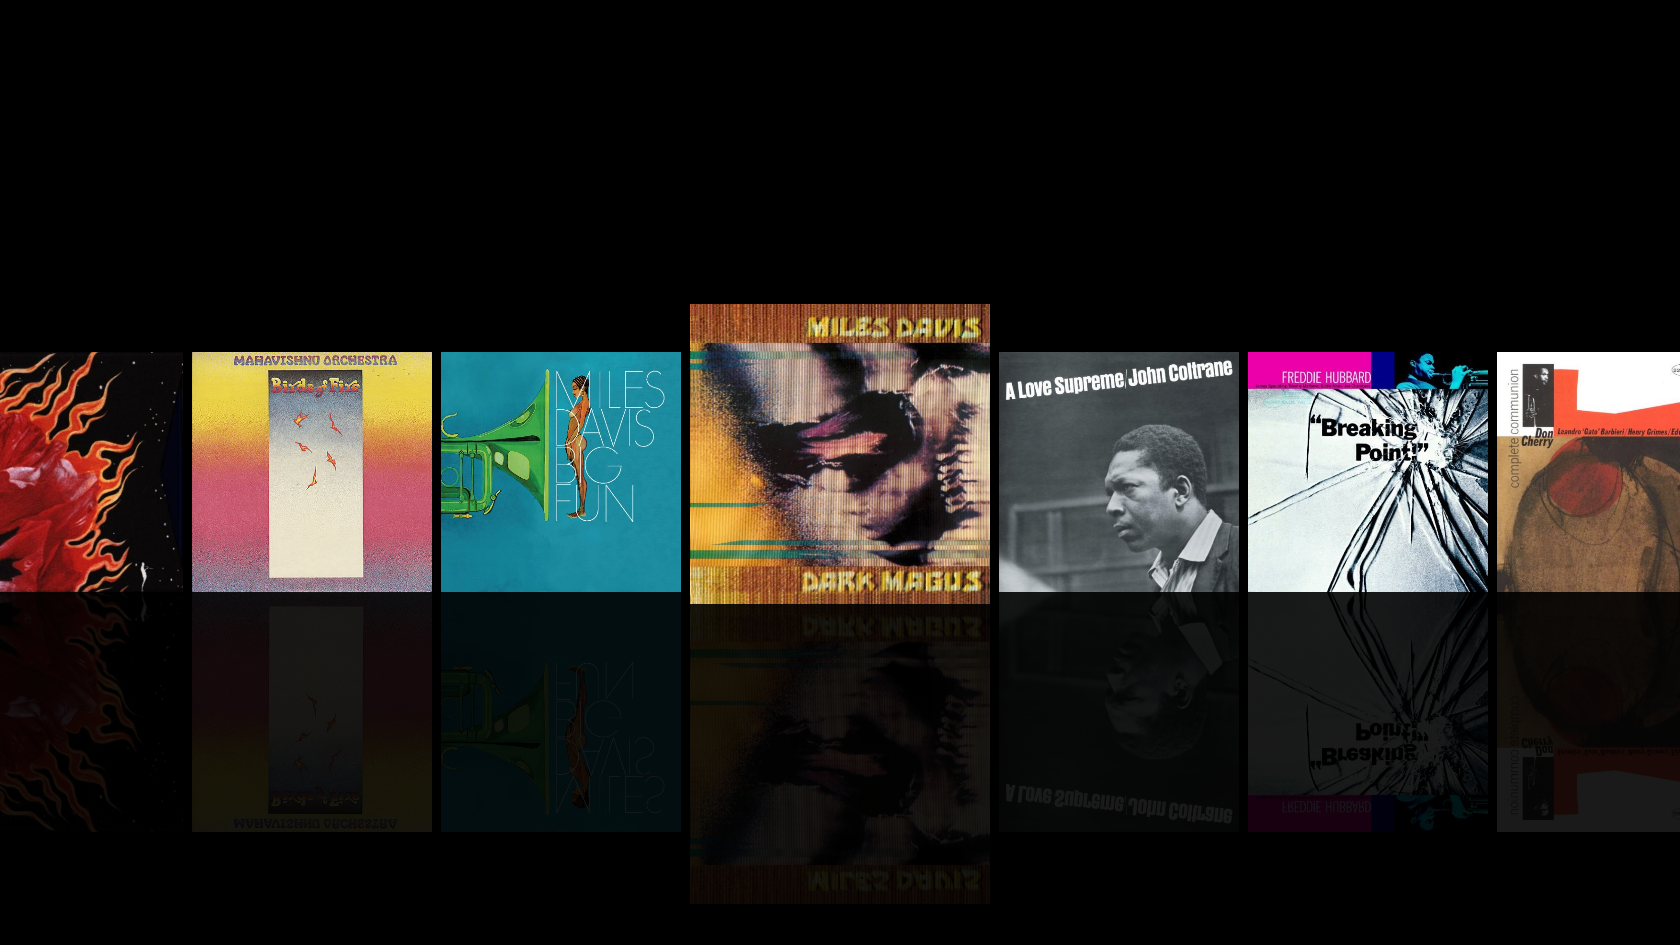 MAHAVISHNU ORCHESTRA
Birds of Fire
MILES
DAVIS
BIG
FUN
MILES DAVIS
DARK MAGUS
A Love Supreme/John Coltrane
FREDDIE HUBBARD
“Breaking
Point!”
complete communion
Don
Cherry
Leandro 'Gato' Barbieri/Henry Grimes/Ed